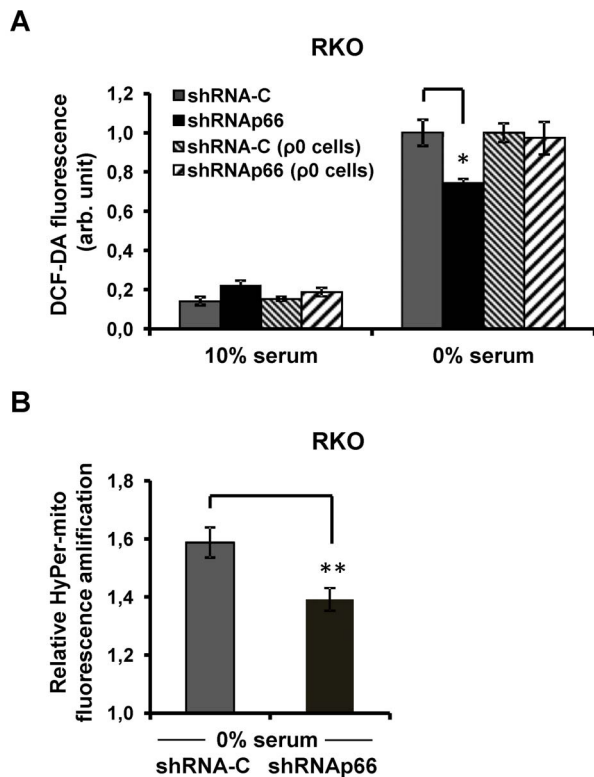 A
RKO
DCF-DA fluorescence
(arb. unit)
1,2
1,0
0,8
0,6
0,4
0,2
0,0
shRNA-C
shRNAp66
shRNA-C (ρ0 cells)
shRNAp66 (ρ0 cells)
*
10% serum
0% serum
B
RKO
Relative HyPer-mito
fluorescence amlification
1,8
1,6
1,4
1,2
1,0
**
0% serum
shRNA-C
shRNAp66